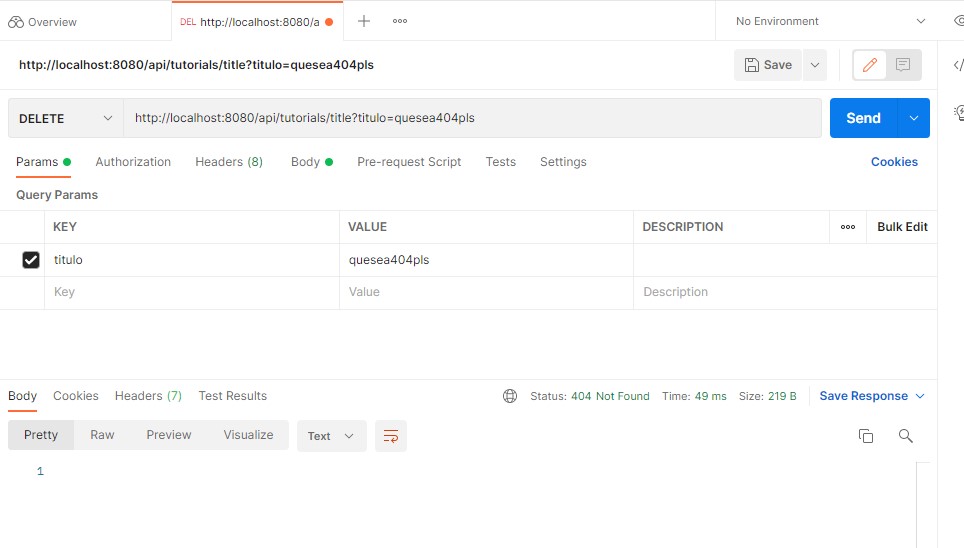 Overview
DEL http://localhost:8080/a
No Environment
http://localhost:8080/api/tutorials/title?titulo=quesea404pls
Save
DELETE
http://localhost:8080/api/tutorials/title?titulo=quesea404pls
Send
Params Authorization Headers (8) Body Pre-request Script Tests Settings Cookies
Query Params
KEY VALUE DESCRIPTION Bulk Edit
titulo quesea404pls
Key Value Description
Body Cookies Headers (7) Test Results Status: 404 Not Found Time: 49 ms Size: 219 B Save Response
Pretty Raw Preview Visualize Text
1